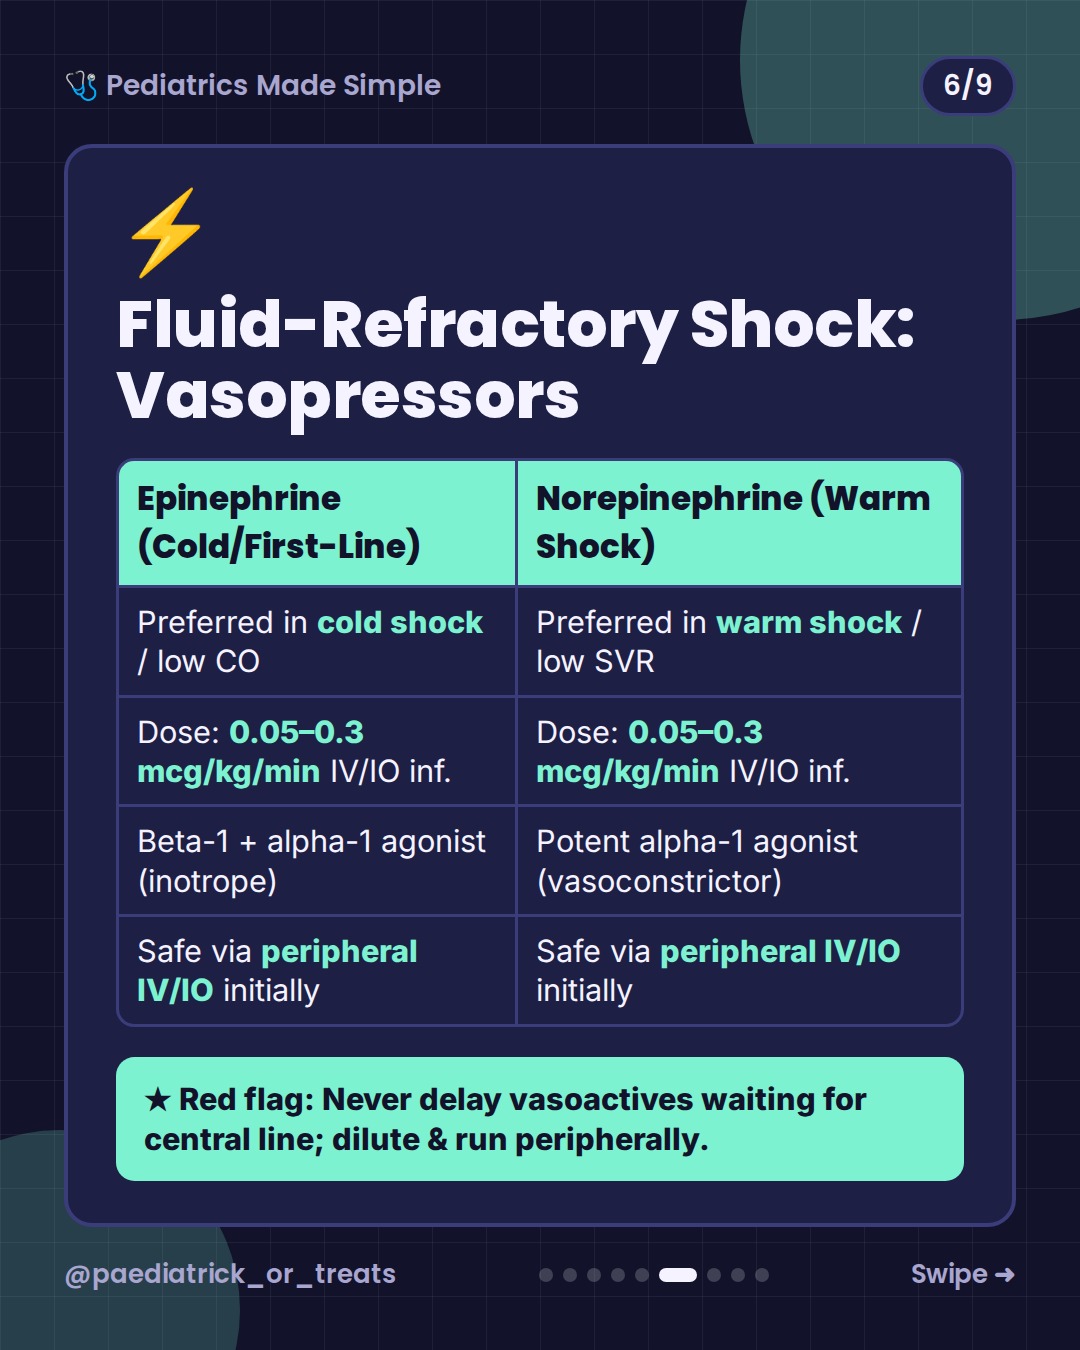 🩺 Pediatrics Made Simple
6/9
⚡
Fluid-Refractory Shock:
Vasopressors
Epinephrine
(Cold/First-Line)
Norepinephrine (Warm
Shock)
Preferred in cold shock
/ low CO
Preferred in warm shock /
low SVR
Dose: 0.05–0.3
mcg/kg/min IV/IO inf.
Dose: 0.05–0.3
mcg/kg/min IV/IO inf.
Beta-1 + alpha-1 agonist
(inotrope)
Potent alpha-1 agonist
(vasoconstrictor)
Safe via peripheral
IV/IO initially
Safe via peripheral IV/IO
initially
★ Red flag: Never delay vasoactives waiting for
central line; dilute & run peripherally.
@paediatrick_or_treats
Swipe ➜